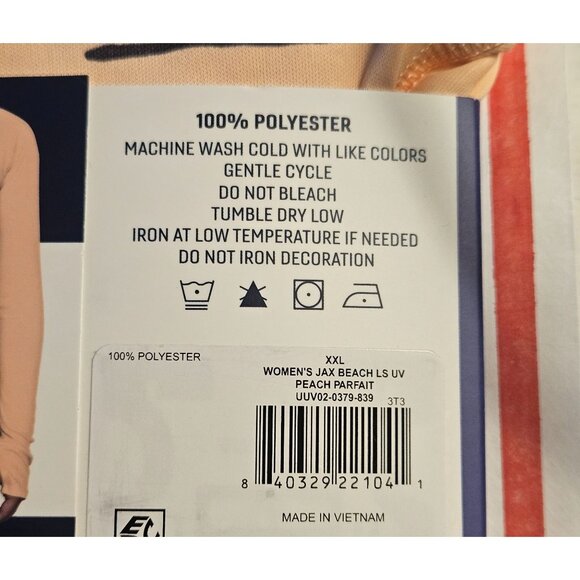 100% POLYESTER
MACHINE WASH COLD WITH LIKE COLORS
GENTLE CYCLE
DO NOT BLEACH
TUMBLE DRY LOW
IRON AT LOW TEMPERATURE IF NEEDED
DO NOT IRON DECORATION
100% POLYESTER
XXL
WOMEN'S JAX BEACH LS UV
PEACH PARFAIT
UUV02-0379-839
3T3
8 40329 22104 1
MADE IN VIETNAM